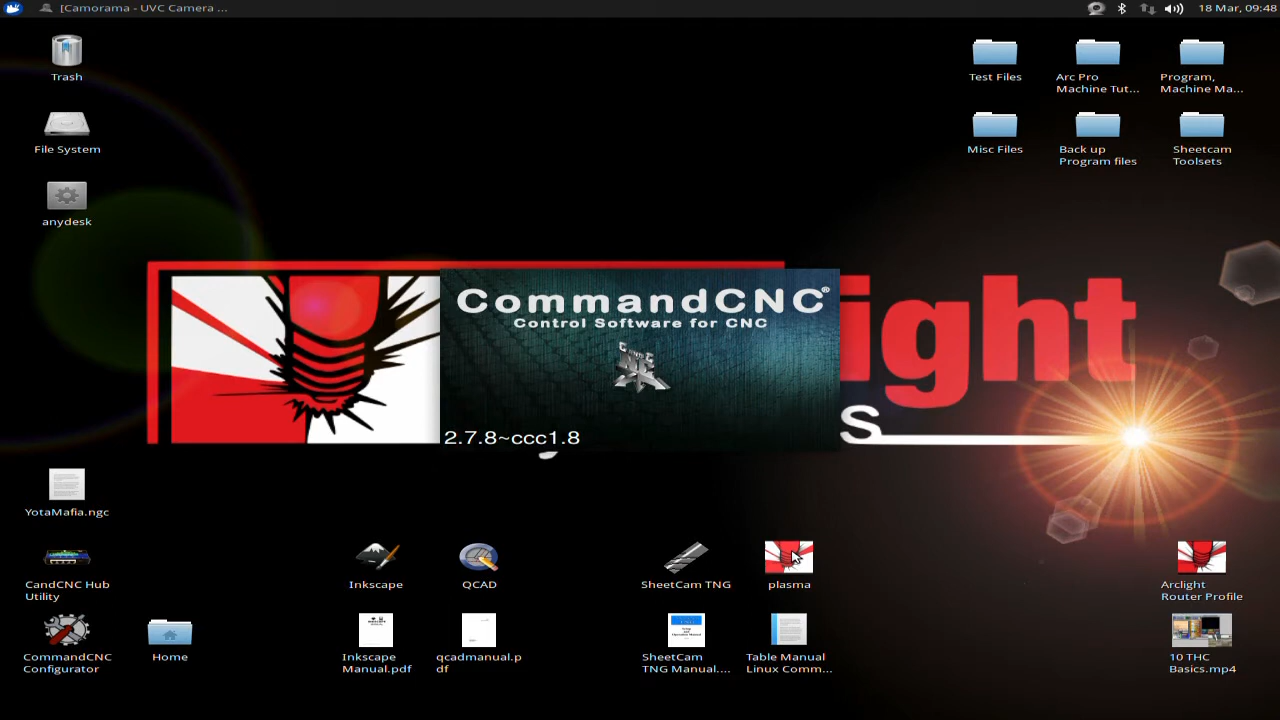 [Camorama - UVC Camera ...
18 Mar, 09:48
Trash
File System
anydesk
Test Files
Arc Pro
Machine Tut...
Program,
Machine Ma...
Misc Files
Back up
Program files
Sheetcam
Toolsets
CommandCNC®
Control Software for CNC
2.7.8~ccc1.8
ight
S
YotaMafia.ngc
CandCNC Hub
Utility
Inkscape
QCAD
SheetCam TNG
plasma
Arclight
Router Profile
CommandCNC
Configurator
Home
Inkscape
Manual.pdf
qcadmanual.p
df
SheetCam
TNG Manual....
Table Manual
Linux Comm...
10 THC
Basics.mp4